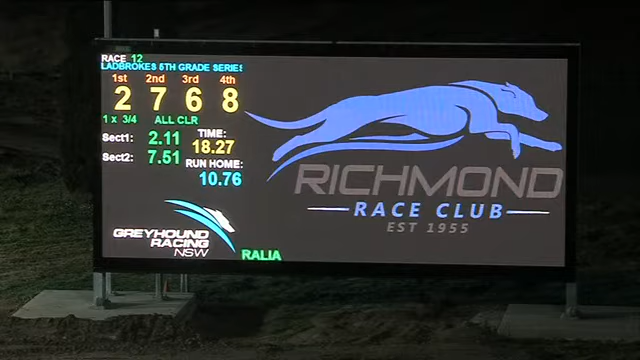 RACE 12
LADBROKES 5TH GRADE SERIES
1st 2nd 3rd 4th
2 7 6 8
1 x 3/4 ALL CLR
Sect1: 2.11 TIME: 18.27
Sect2: 7.51 RUN HOME: 10.76
GREYHOUND
RACING
NSW
RALIA
RICHMOND
RACE CLUB
EST 1955